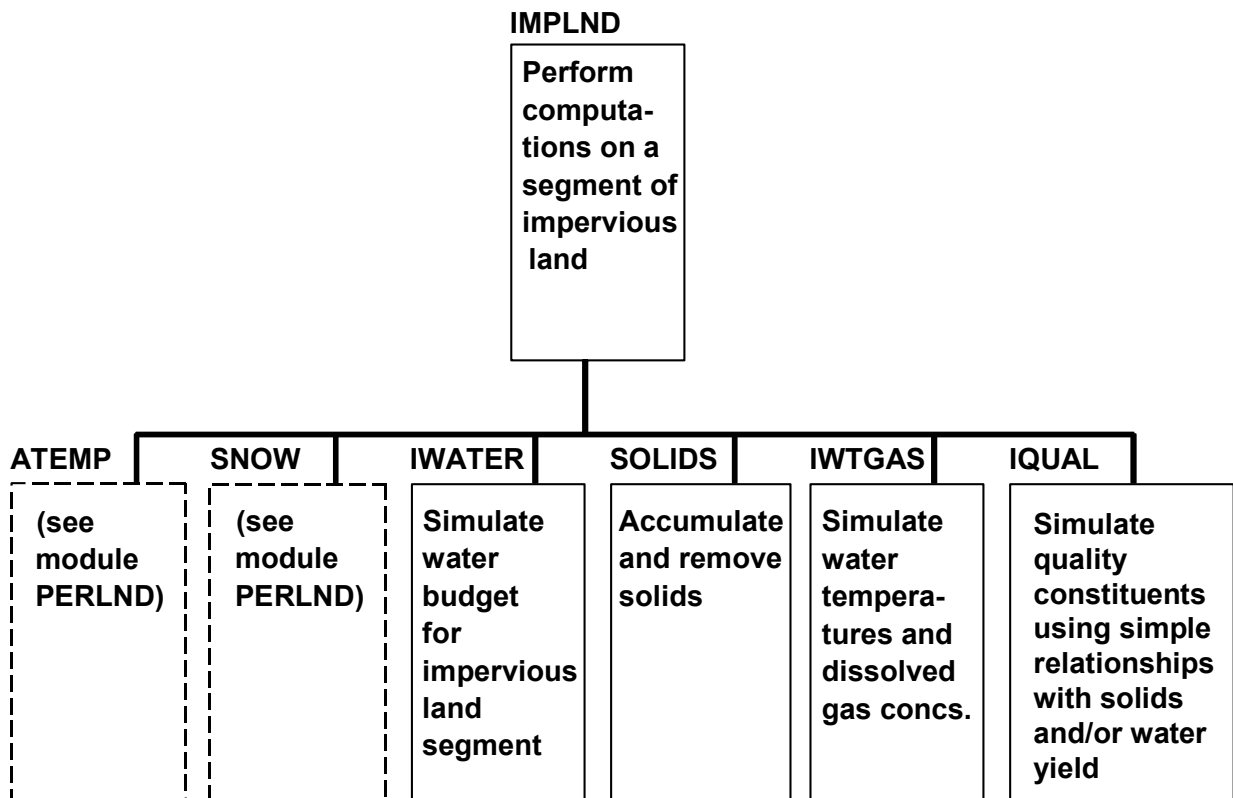 IMPLND
Perform
computa-
tions on a
segment of
impervious
land
ATEMP
(see
module
PERLND)
SNOW
(see
module
PERLND)
IWATER
Simulate
water
budget
for
impervious
land
segment
SOLIDS
Accumulate
and remove
solids
IWTGAS
Simulate
water
tempera-
tures and
dissolved
gas concs.
IQUAL
Simulate
quality
constituents
using simple
relationships
with solids
and/or water
yield